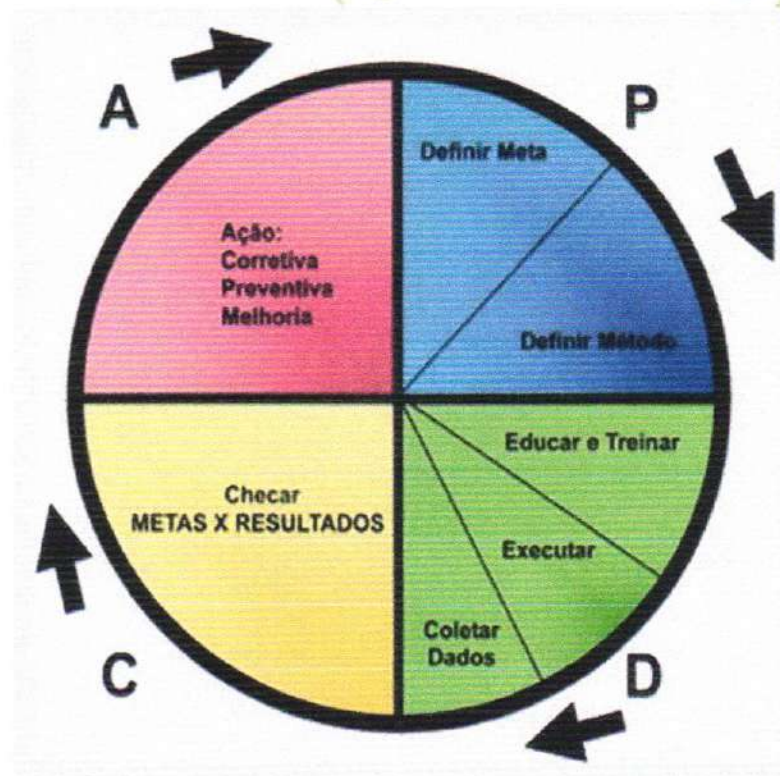 A
P
Definir Meta
Ação:
Corretiva
Preventiva
Melhoria
Definir Método
Educar e Treinar
Checar
METAS X RESULTADOS
Executar
Coletar
Dados
C
D